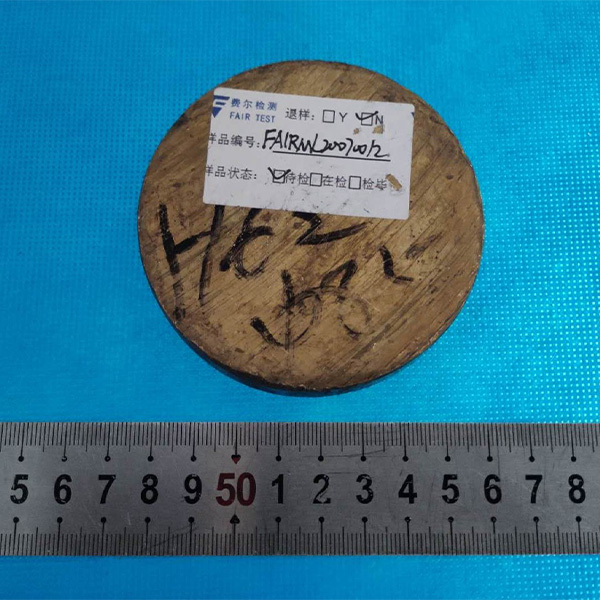 费尔检测
FAIR TEST
退样: □Y ☑N
样品编号: FAIRWL20070012
样品状态: ☑待检□在检□检毕
H62
5 6 7 8 9 50 1 2 3 4 5 6 7 8